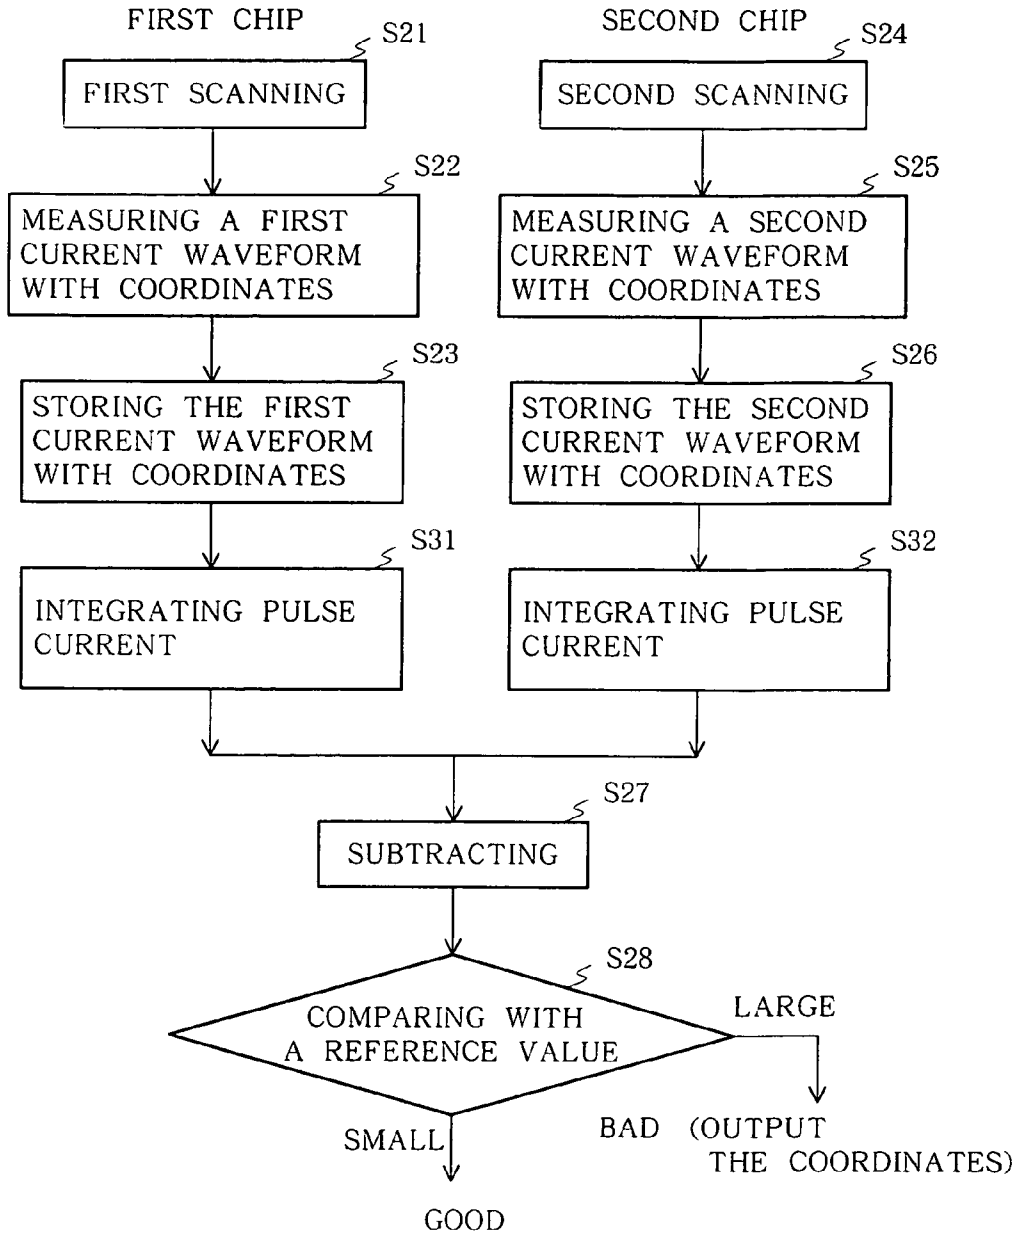 FIRST CHIP
S21
FIRST SCANNING
S22
MEASURING A FIRST
CURRENT WAVEFORM
WITH COORDINATES
S23
STORING THE FIRST
CURRENT WAVEFORM
WITH COORDINATES
S31
INTEGRATING PULSE
CURRENT
SECOND CHIP
S24
SECOND SCANNING
S25
MEASURING A SECOND
CURRENT WAVEFORM
WITH COORDINATES
S26
STORING THE SECOND
CURRENT WAVEFORM
WITH COORDINATES
S32
INTEGRATING PULSE
CURRENT
S27
SUBTRACTING
S28
COMPARING WITH
A REFERENCE VALUE
LARGE
BAD (OUTPUT
THE COORDINATES)
SMALL
GOOD